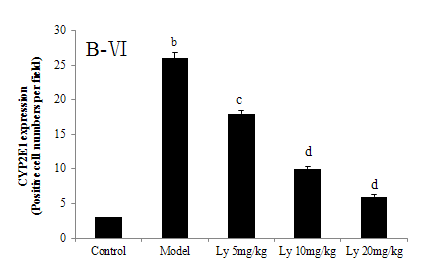 B-VI
CYP2E1 expression
(Positive cell numbers per field)
30
25
20
15
10
5
0
b
c
d
d
Control Model Ly 5mg/kg Ly 10mg/kg Ly 20mg/kg